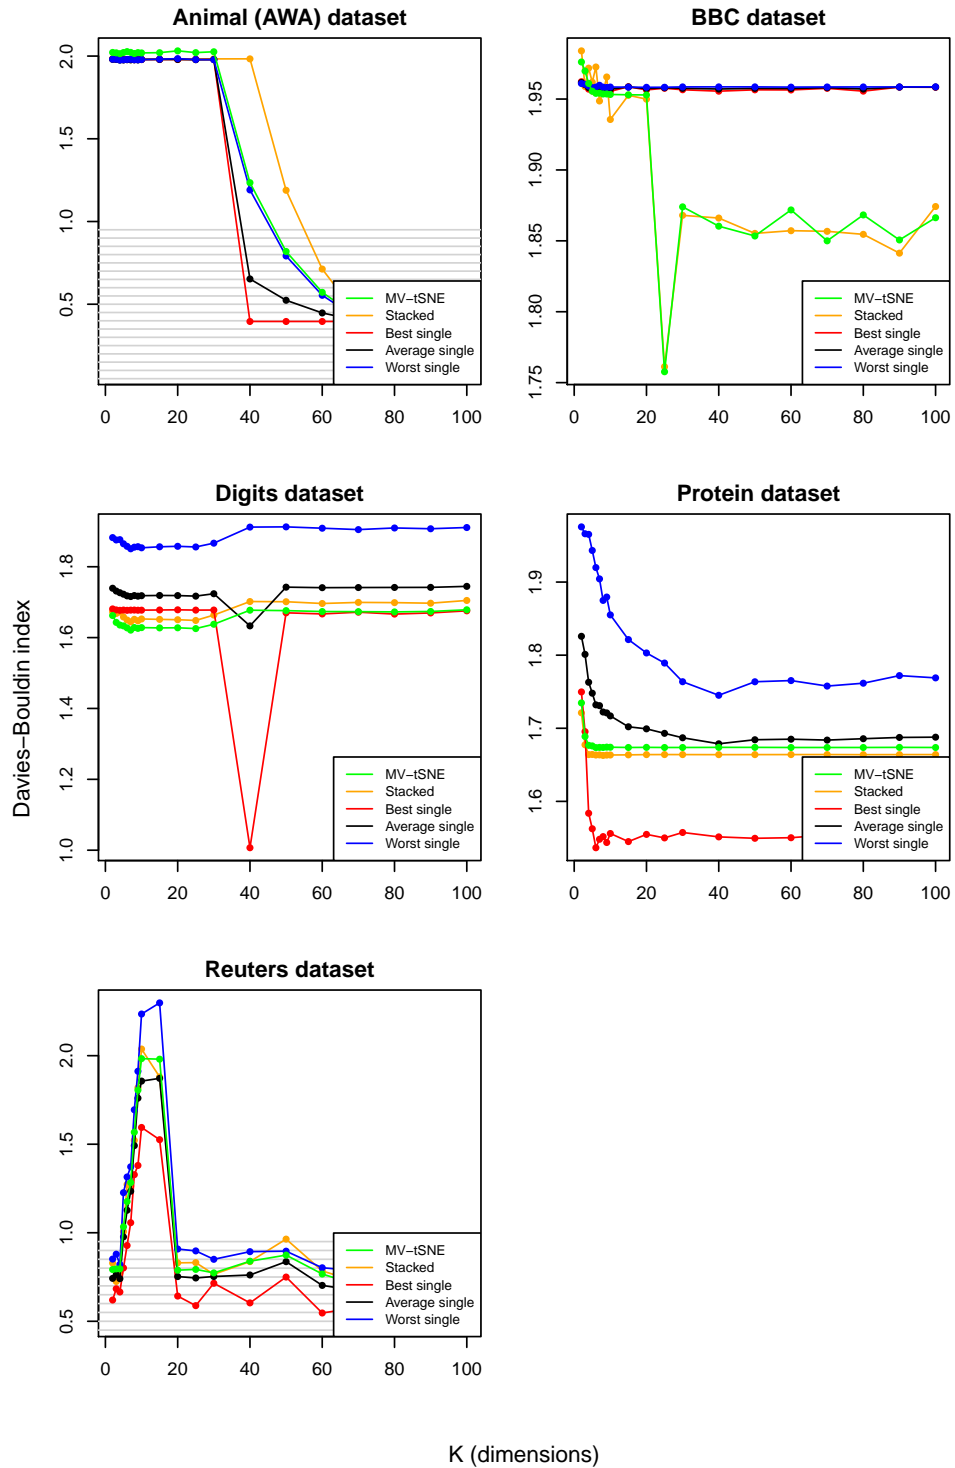 Animal (AWA) dataset
2.0
1.5
1.0
0.5
0 20 40 60 80 100
MV−tSNE
Stacked
Best single
Average single
Worst single
BBC dataset
1.95
1.90
1.85
1.80
1.75
0 20 40 60 80 100
MV−tSNE
Stacked
Best single
Average single
Worst single
Davies−Bouldin index
Digits dataset
1.8
1.6
1.4
1.2
1.0
0 20 40 60 80 100
MV−tSNE
Stacked
Best single
Average single
Worst single
Protein dataset
1.9
1.8
1.7
1.6
0 20 40 60 80 100
MV−tSNE
Stacked
Best single
Average single
Worst single
Reuters dataset
2.0
1.5
1.0
0.5
0 20 40 60 80 100
MV−tSNE
Stacked
Best single
Average single
Worst single
K (dimensions)